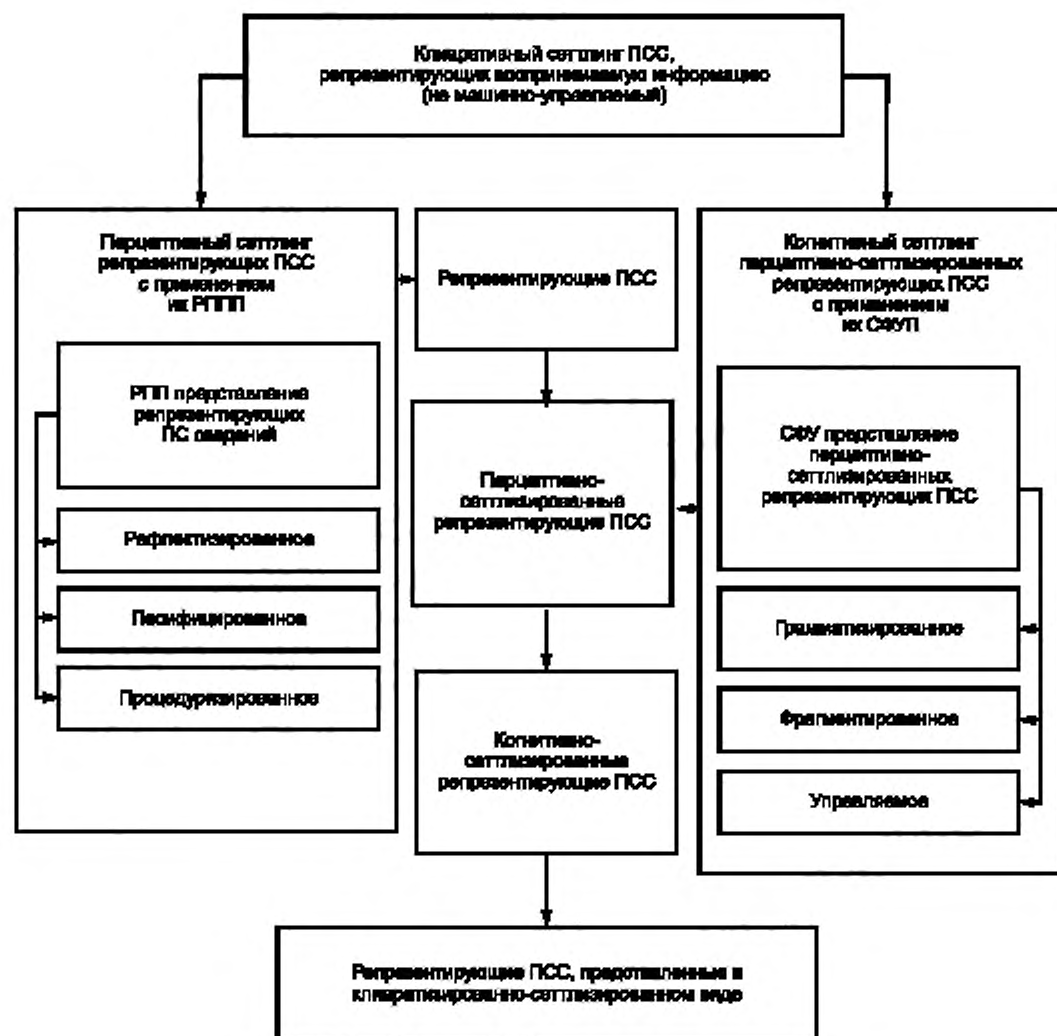 Клиаративный сеттлинг ПСС,
репрезентирующих воспринимаемую информацию
(не машинно-управляемый)
Перцептивный сеттлинг
репрезентирующих ПСС
с применением
их РППП
РПП представление
репрезентирующих
ПС сведений
Рефлектизированное
Пасифицированное
Процедуризированное
Репрезентирующие ПСС
Перцептивно-
сеттлизированные
репрезентирующие ПСС
Когнитивно-
сеттлизированные
репрезентирующие ПСС
Когнитивный сеттлинг
перцептивно-сеттлизированных
репрезентирующих ПСС
с применением
их СФУП
СФУ представление
перцептивно-
сеттлизированных
репрезентирующих ПСС
Грамматизированное
Фрагментированное
Управляемое
Репрезентирующие ПСС, представленные в
клиаратизированно-сеттлизированном виде